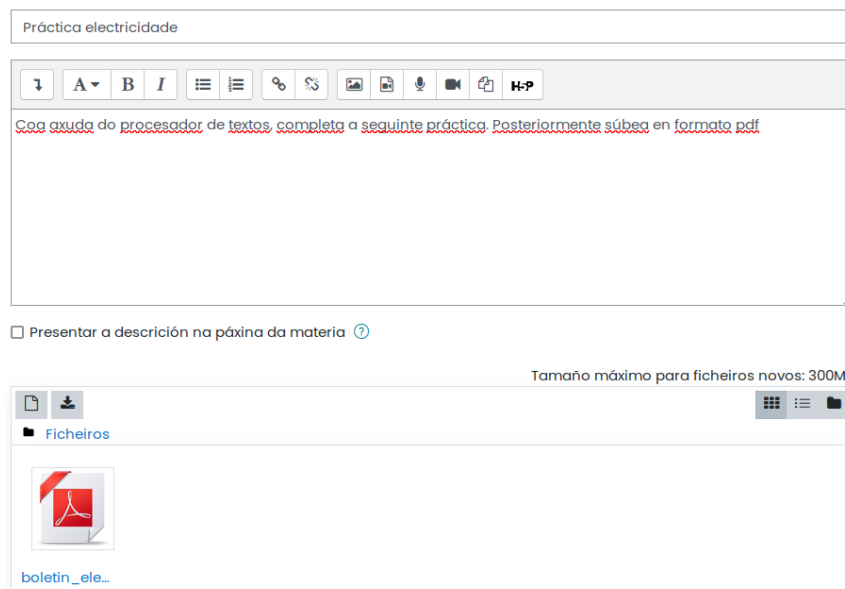 Práctica electricidade
A B I H-P
Coa axuda do procesador de textos, completa a seguinte práctica. Posteriormente súbea en formato pdf
Presentar a descrición na páxina da materia ?
Tamaño máximo para ficheiros novos: 300M
Ficheiros
boletin_ele...